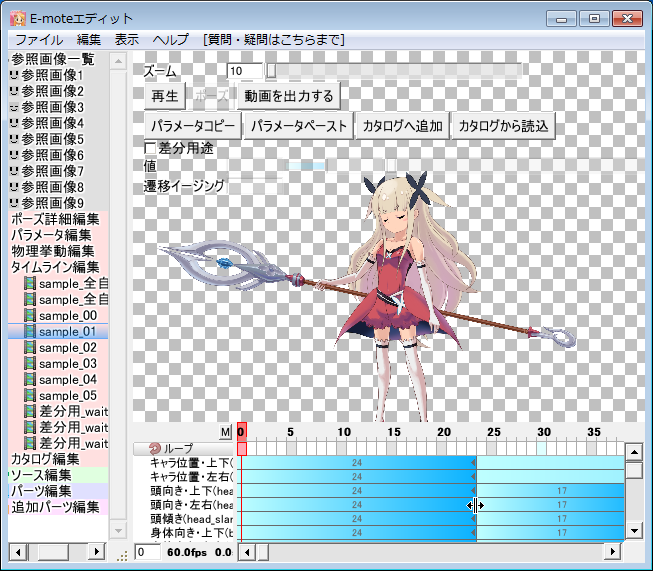 E-moteエディット
ファイル 編集 表示 ヘルプ [質問・疑問はこちらまで]
参照画像一覧
参照画像1
参照画像2
参照画像3
参照画像4
参照画像5
参照画像6
参照画像7
参照画像8
参照画像9
ポーズ詳細編集
パラメータ編集
物理挙動編集
タイムライン編集
sample_全自
sample_全自
sample_00
sample_01
sample_02
sample_03
sample_04
sample_05
差分用_wait
差分用_wait
差分用_wait
カタログ編集
ソース編集
パーツ編集
追加パーツ編集
ズーム 10
再生 ポーズ 動画を出力する
パラメータコピー パラメータペースト カタログへ追加 カタログから読込
差分用途
値
遷移イージング
M 0 5 10 15 20 25 30 35
ループ
キャラ位置・上下( 24
キャラ位置・左右( 24
頭向き・上下(hea 24 17
頭向き・左右(hea 24 17
頭傾き(head_slar 24 17
身体向き・上下(b 24 17
0 60.0fps 0.0